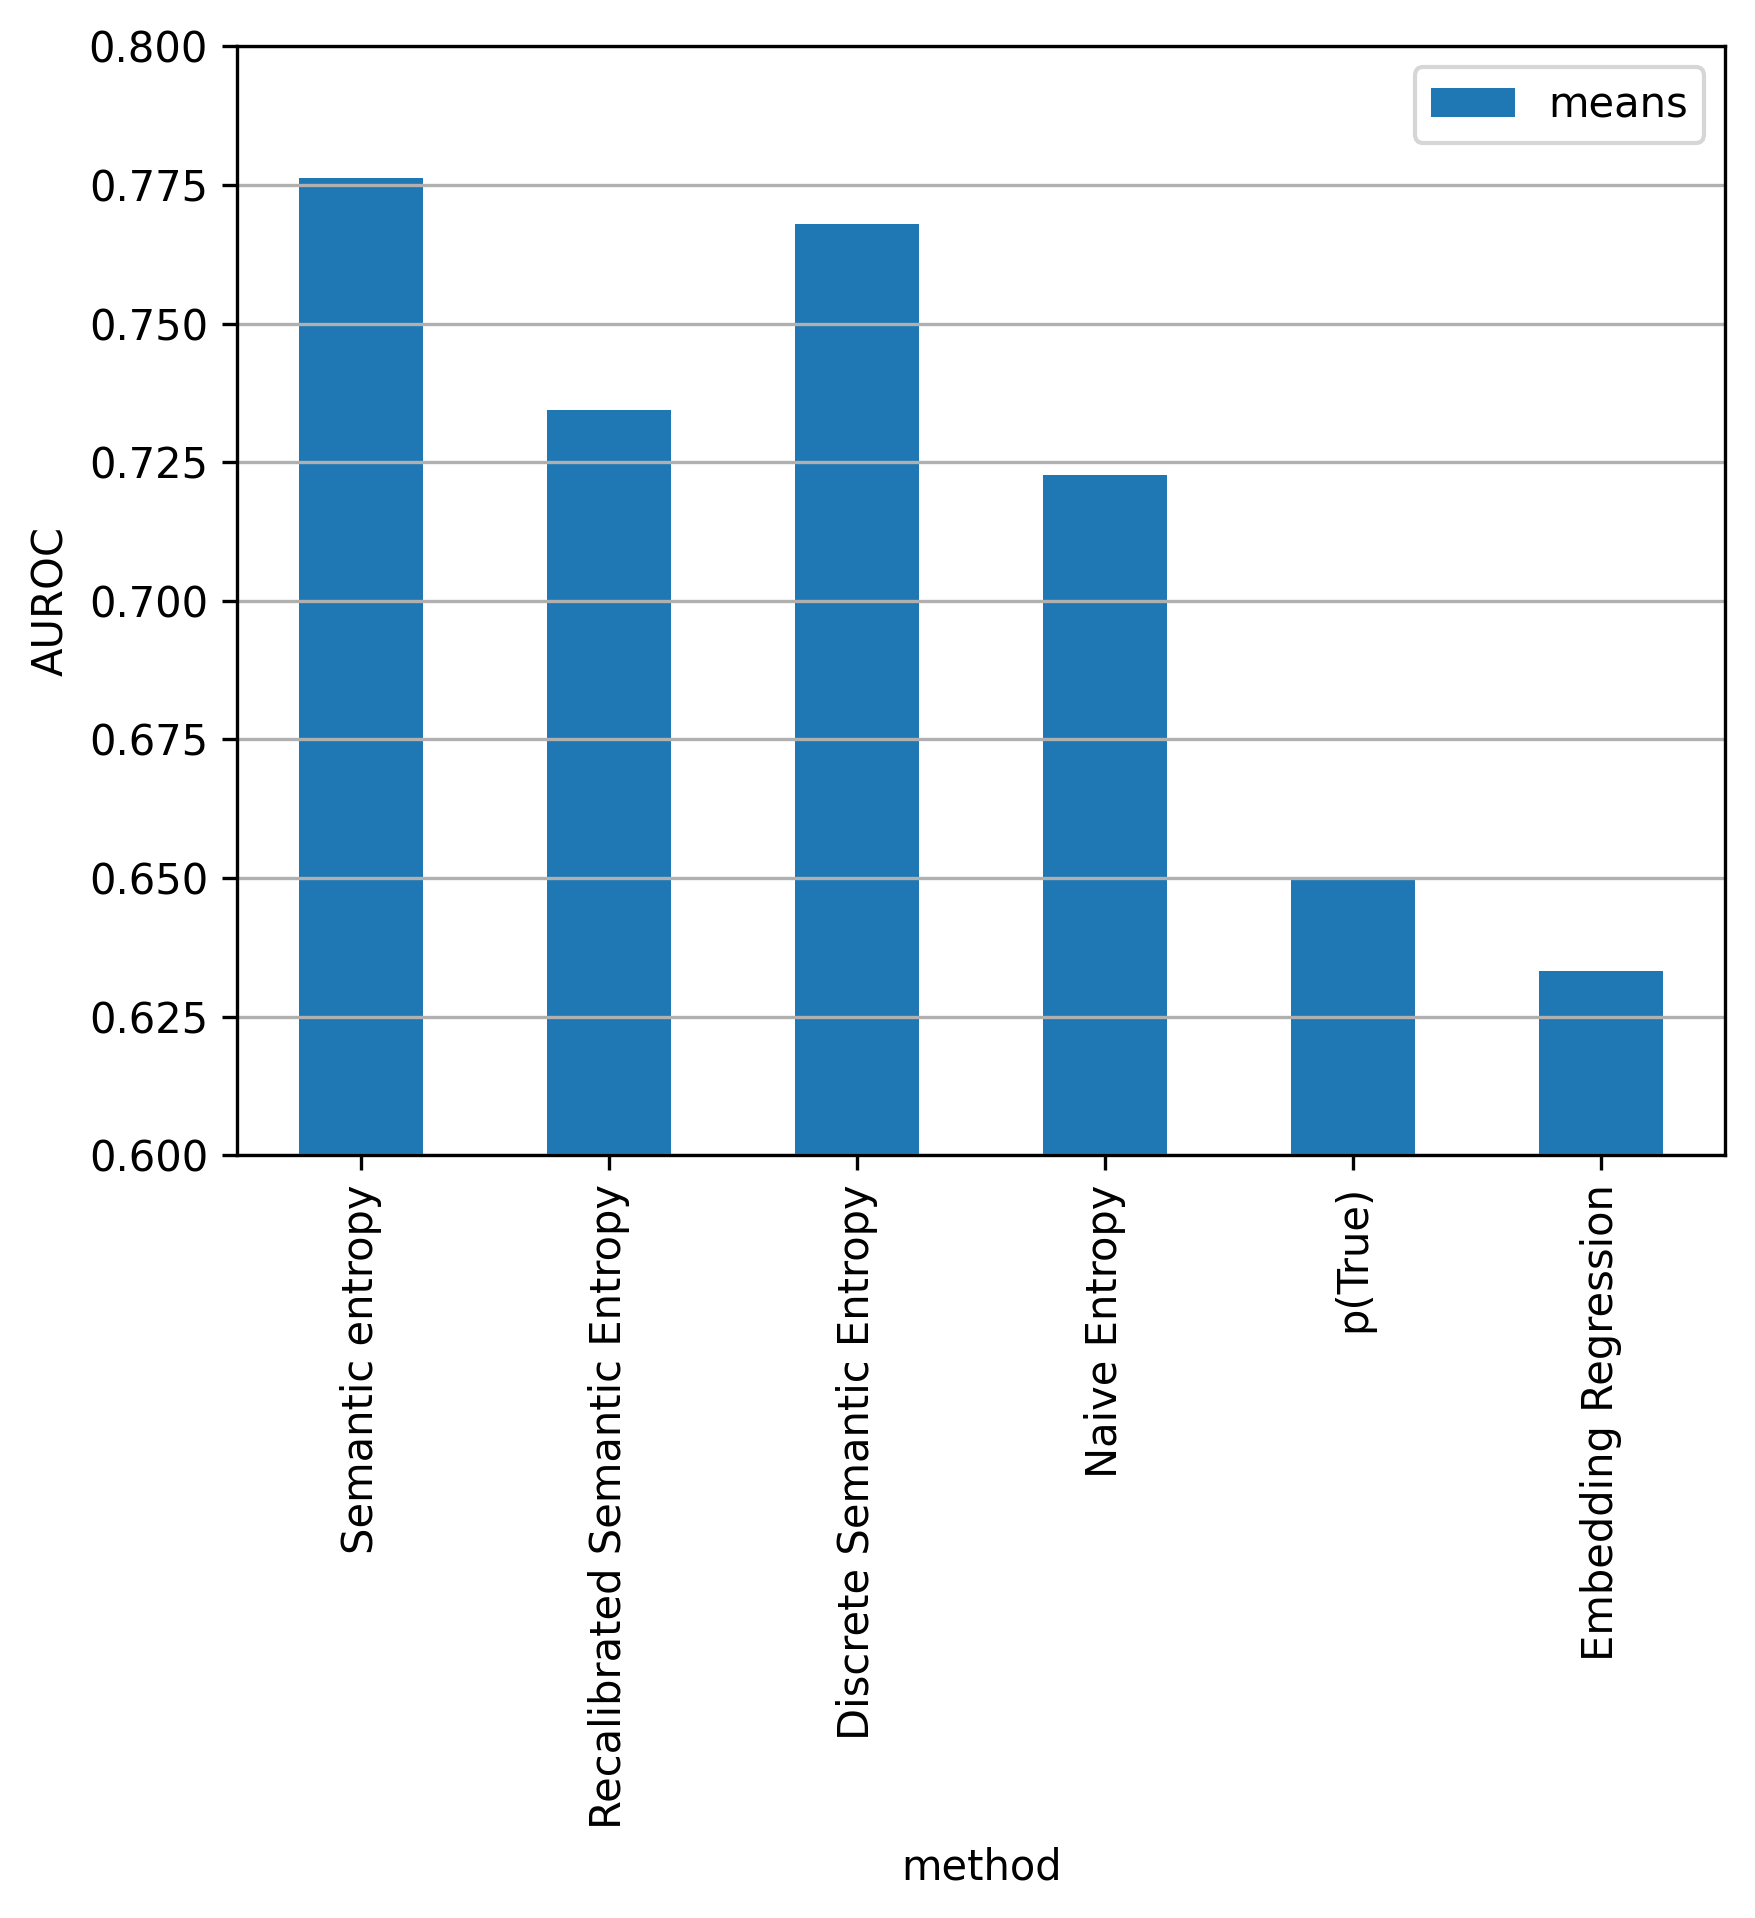 0.800
0.775
0.750
0.725
0.700
0.675
0.650
0.625
0.600
AUROC
means
Semantic entropy
Recalibrated Semantic Entropy
Discrete Semantic Entropy
Naive Entropy
p(True)
Embedding Regression
method